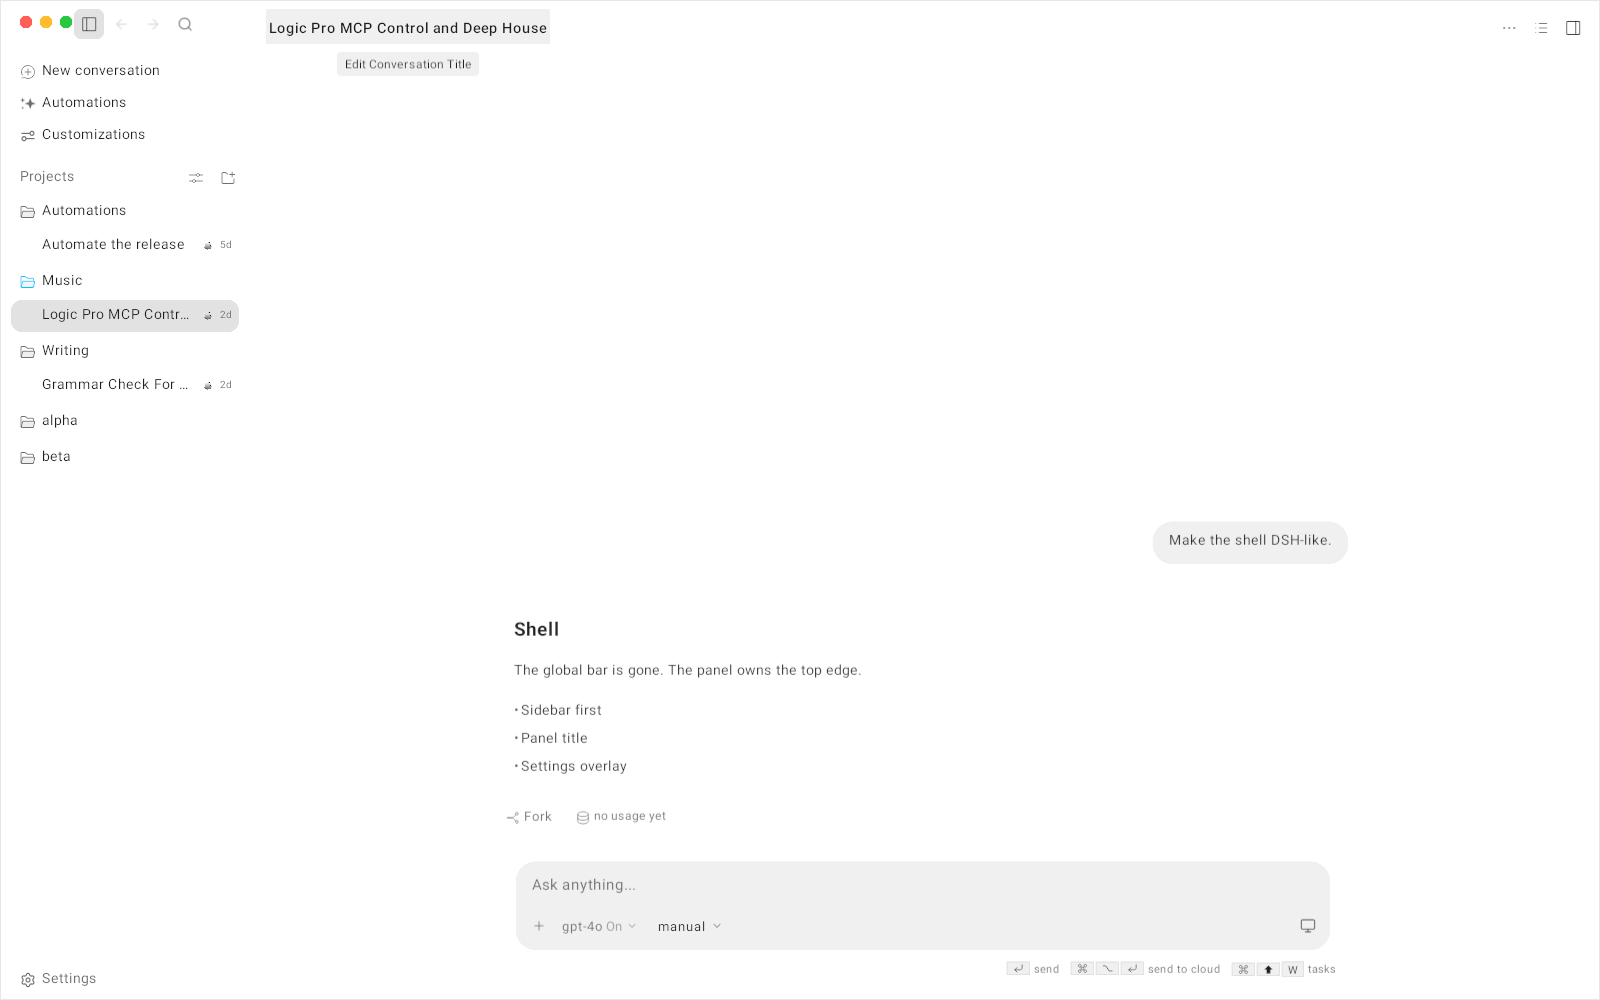 Logic Pro MCP Control and Deep House
Edit Conversation Title
New conversation
Automations
Customizations
Projects
Automations
Automate the release 5d
Music
Logic Pro MCP Contr... 2d
Writing
Grammar Check For ... 2d
alpha
beta
Settings
Make the shell DSH-like.
Shell
The global bar is gone. The panel owns the top edge.
• Sidebar first
• Panel title
• Settings overlay
Fork no usage yet
Ask anything...
gpt-4o On manual
send send to cloud W tasks